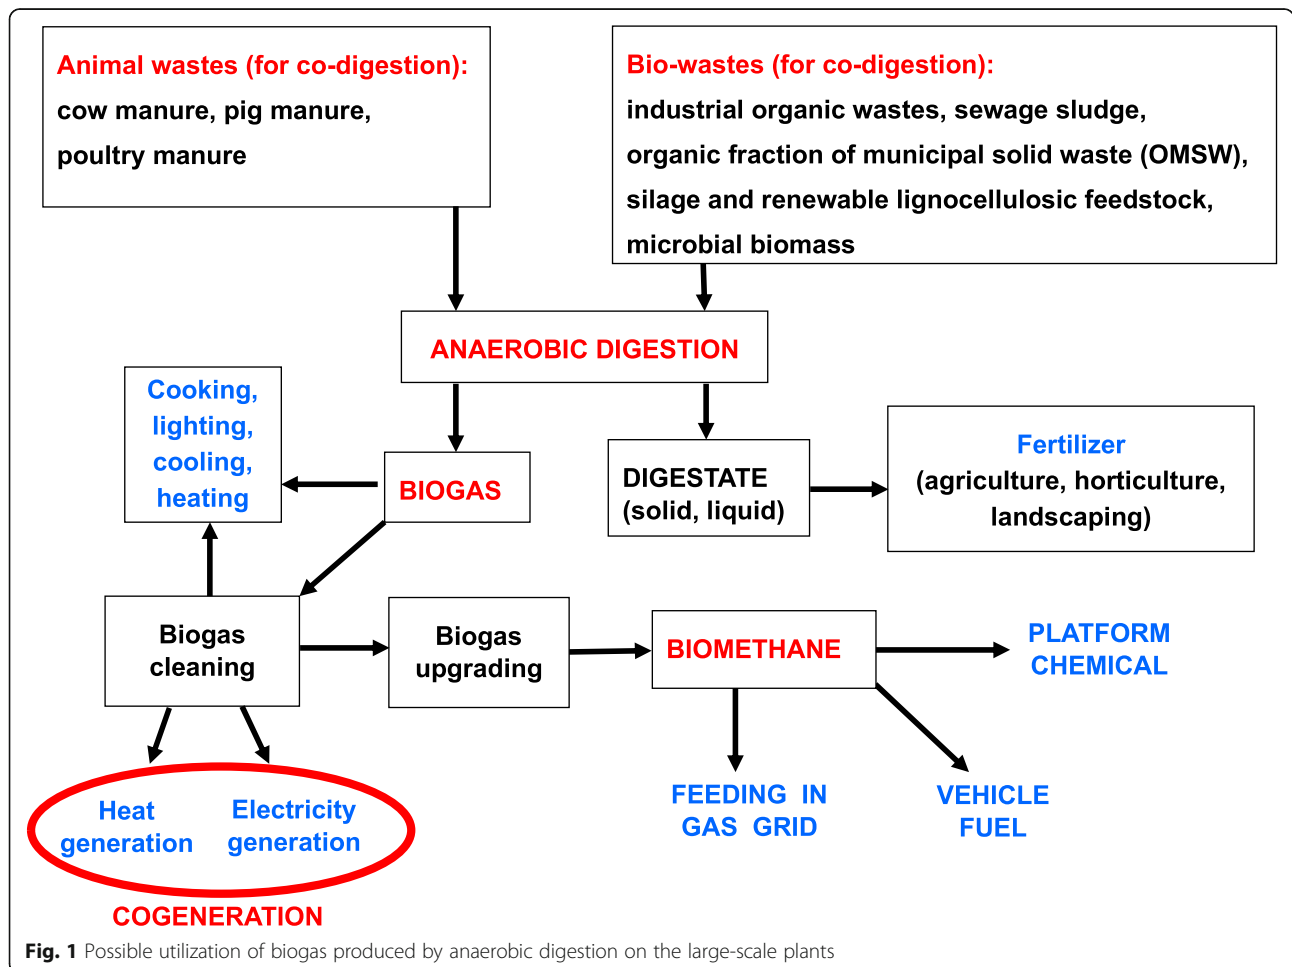 Animal wastes (for co-digestion):
cow manure, pig manure,
poultry manure
Bio-wastes (for co-digestion):
industrial organic wastes, sewage sludge,
organic fraction of municipal solid waste (OMSW),
silage and renewable lignocellulosic feedstock,
microbial biomass
ANAEROBIC DIGESTION
Cooking,
lighting,
cooling,
heating
BIOGAS
DIGESTATE
(solid, liquid)
Fertilizer
(agriculture, horticulture,
landscaping)
Biogas
cleaning
Biogas
upgrading
BIOMETHANE
PLATFORM
CHEMICAL
Heat
generation
Electricity
generation
FEEDING IN
GAS GRID
VEHICLE
FUEL
COGENERATION
Fig. 1 Possible utilization of biogas produced by anaerobic digestion on the large-scale plants